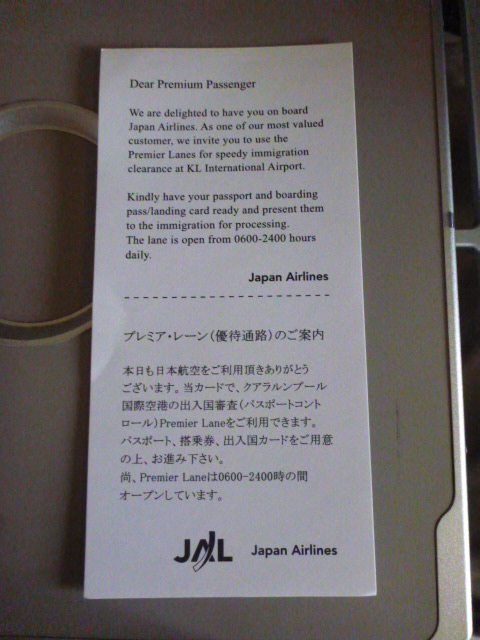 Dear Premium Passenger
We are delighted to have you on board
Japan Airlines. As one of our most valued
customer, we invite you to use the
Premier Lanes for speedy immigration
clearance at KL International Airport.
Kindly have your passport and boarding
pass/landing card ready and present them
to the immigration for processing.
The lane is open from 0600-2400 hours
daily.
Japan Airlines
プレミア・レーン(優待通路)のご案内
本日も日本航空をご利用頂きありがとう
ございます。当カードで、クアラルンプール
国際空港の出入国審査(パスポートコント
ロール)Premier Laneをご利用できます。
パスポート、搭乗券、出入国カードをご用意
の上、お進み下さい。
尚、Premier Laneは0600-2400時の間
オープンしています。
JAL Japan Airlines